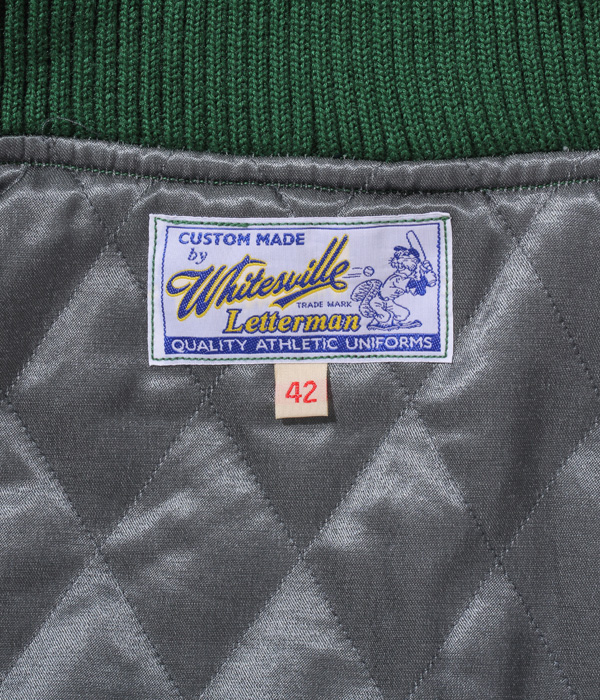 CUSTOM MADE
by
Whitesville
TRADE MARK
Letterman
QUALITY ATHLETIC UNIFORMS
42